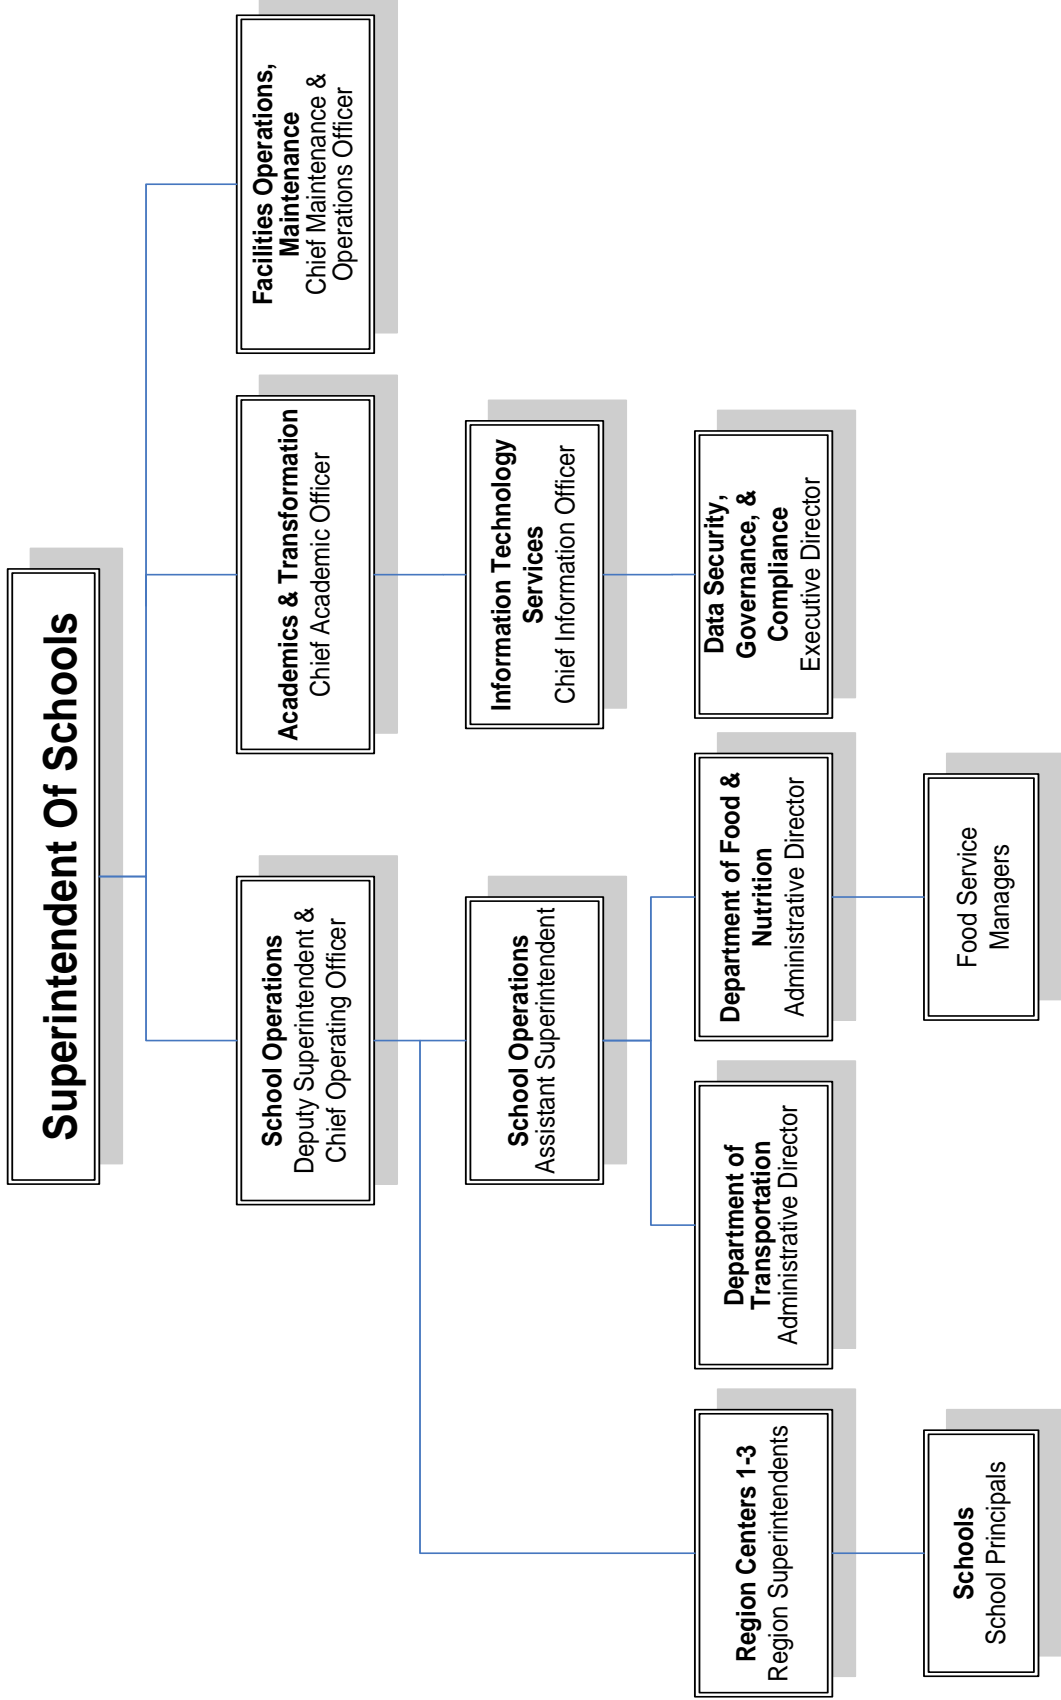 Superintendent Of Schools
School Operations
Deputy Superintendent &
Chief Operating Officer
Academics & Transformation
Chief Academic Officer
Facilities Operations,
Maintenance
Chief Maintenance &
Operations Officer
School Operations
Assistant Superintendent
Information Technology
Services
Chief Information Officer
Region Centers 1-3
Region Superintendents
Department of
Transportation
Administrative Director
Department of Food &
Nutrition
Administrative Director
Data Security,
Governance, &
Compliance
Executive Director
Schools
School Principals
Food Service
Managers